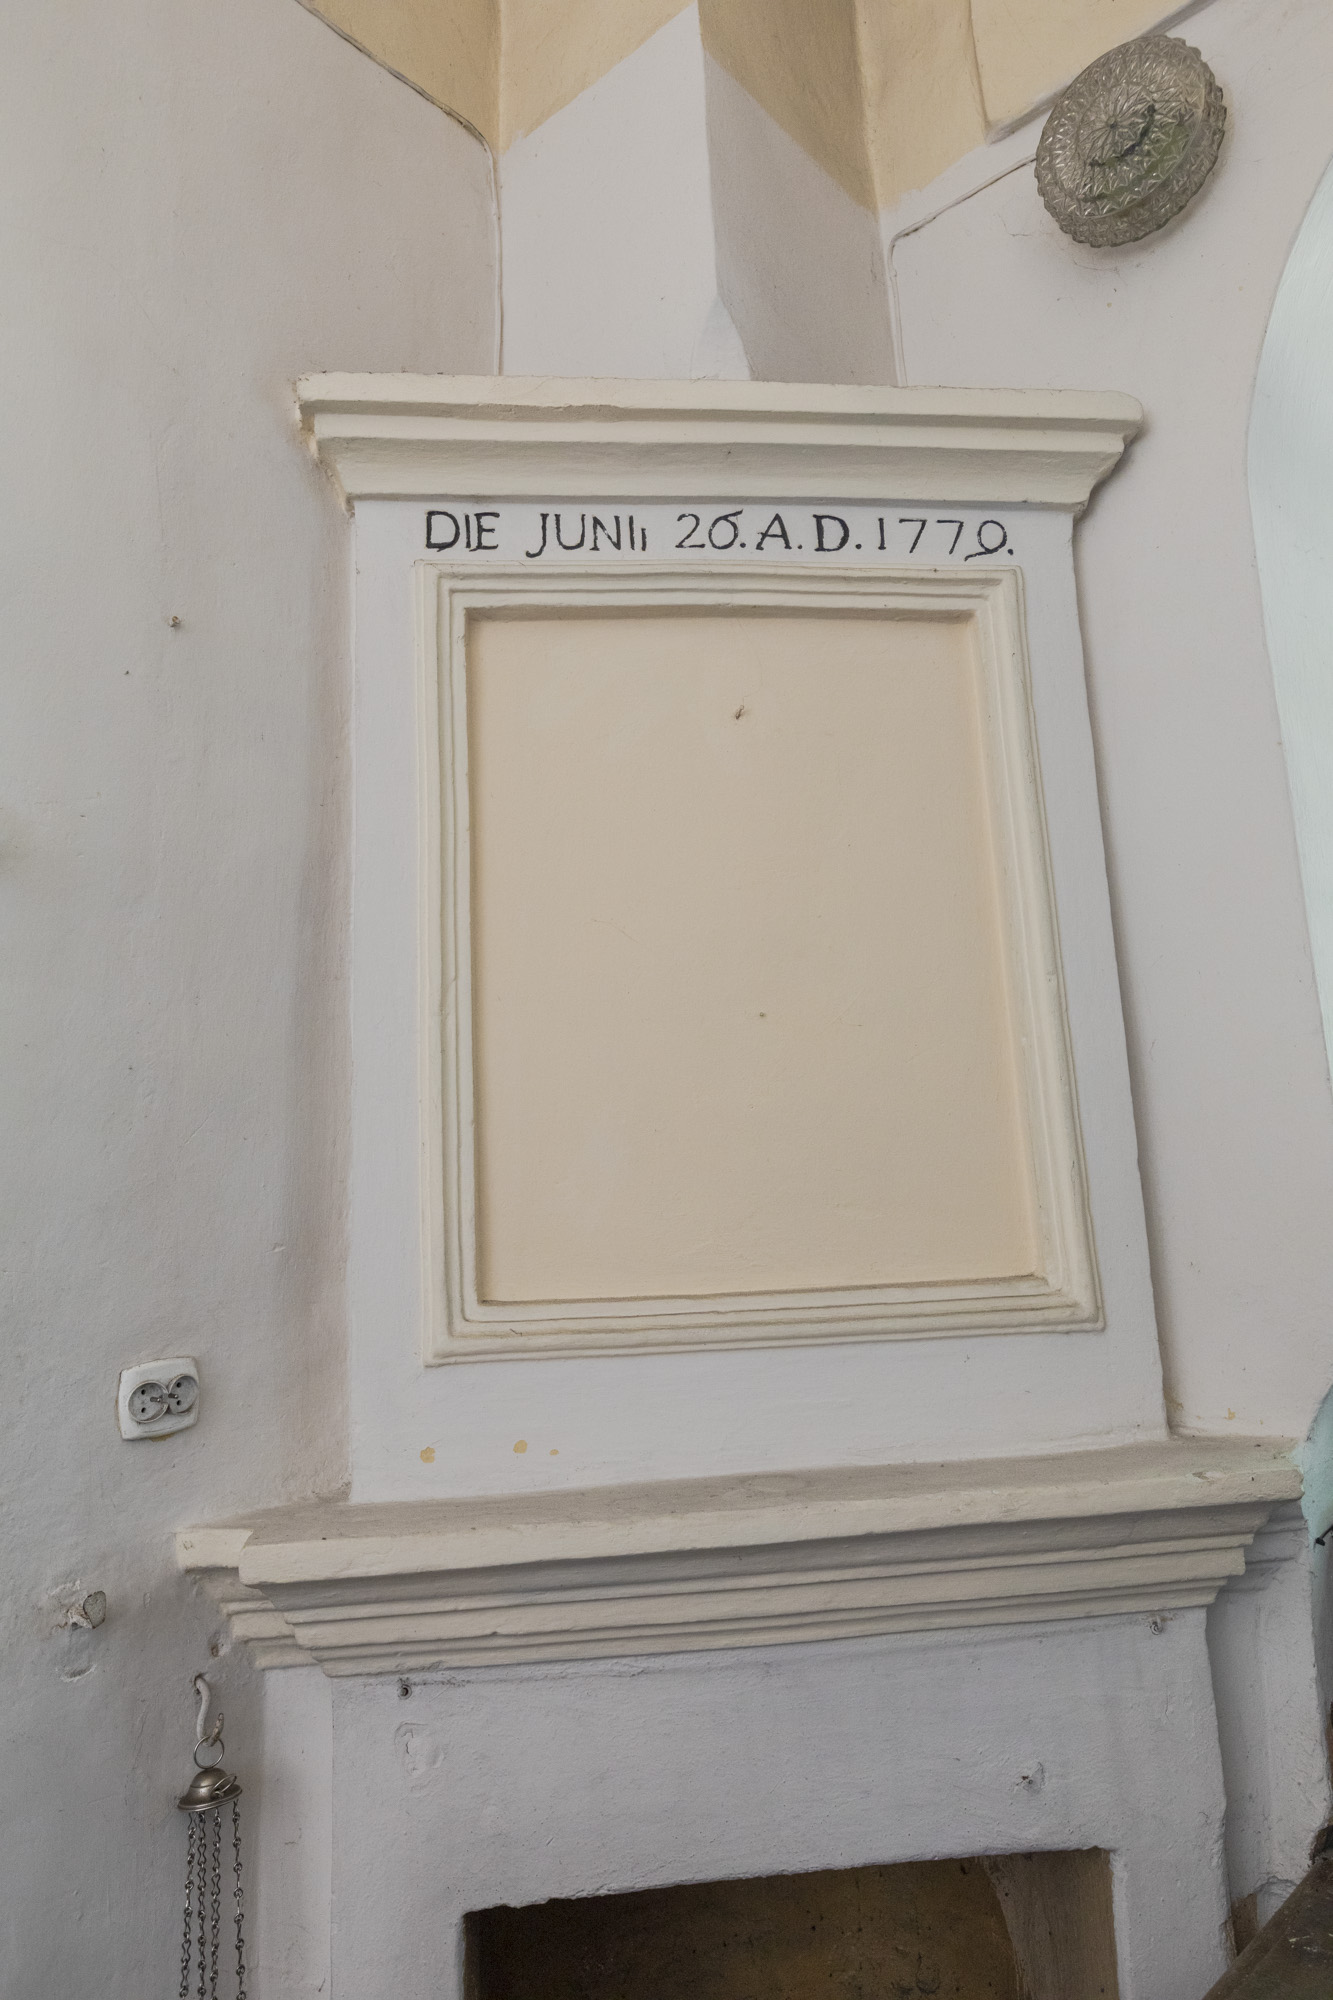 DIE JUNII 26. A. D. 1779.